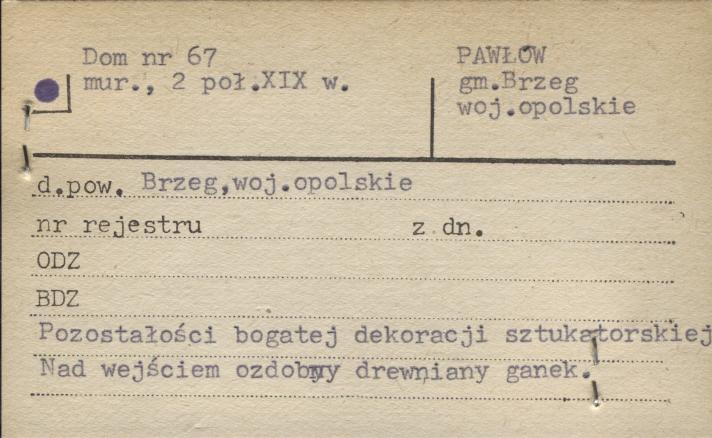 Dom nr 67
mur., 2 poł.XIX w.
PAWŁÓW
gm.Brzeg
woj.opolskie
d.pow. Brzeg,woj.opolskie
nr rejestru z dn.
ODZ
BDZ
Pozostałości bogatej dekoracji sztukatorskiej
Nad wejściem ozdobny drewniany ganek.